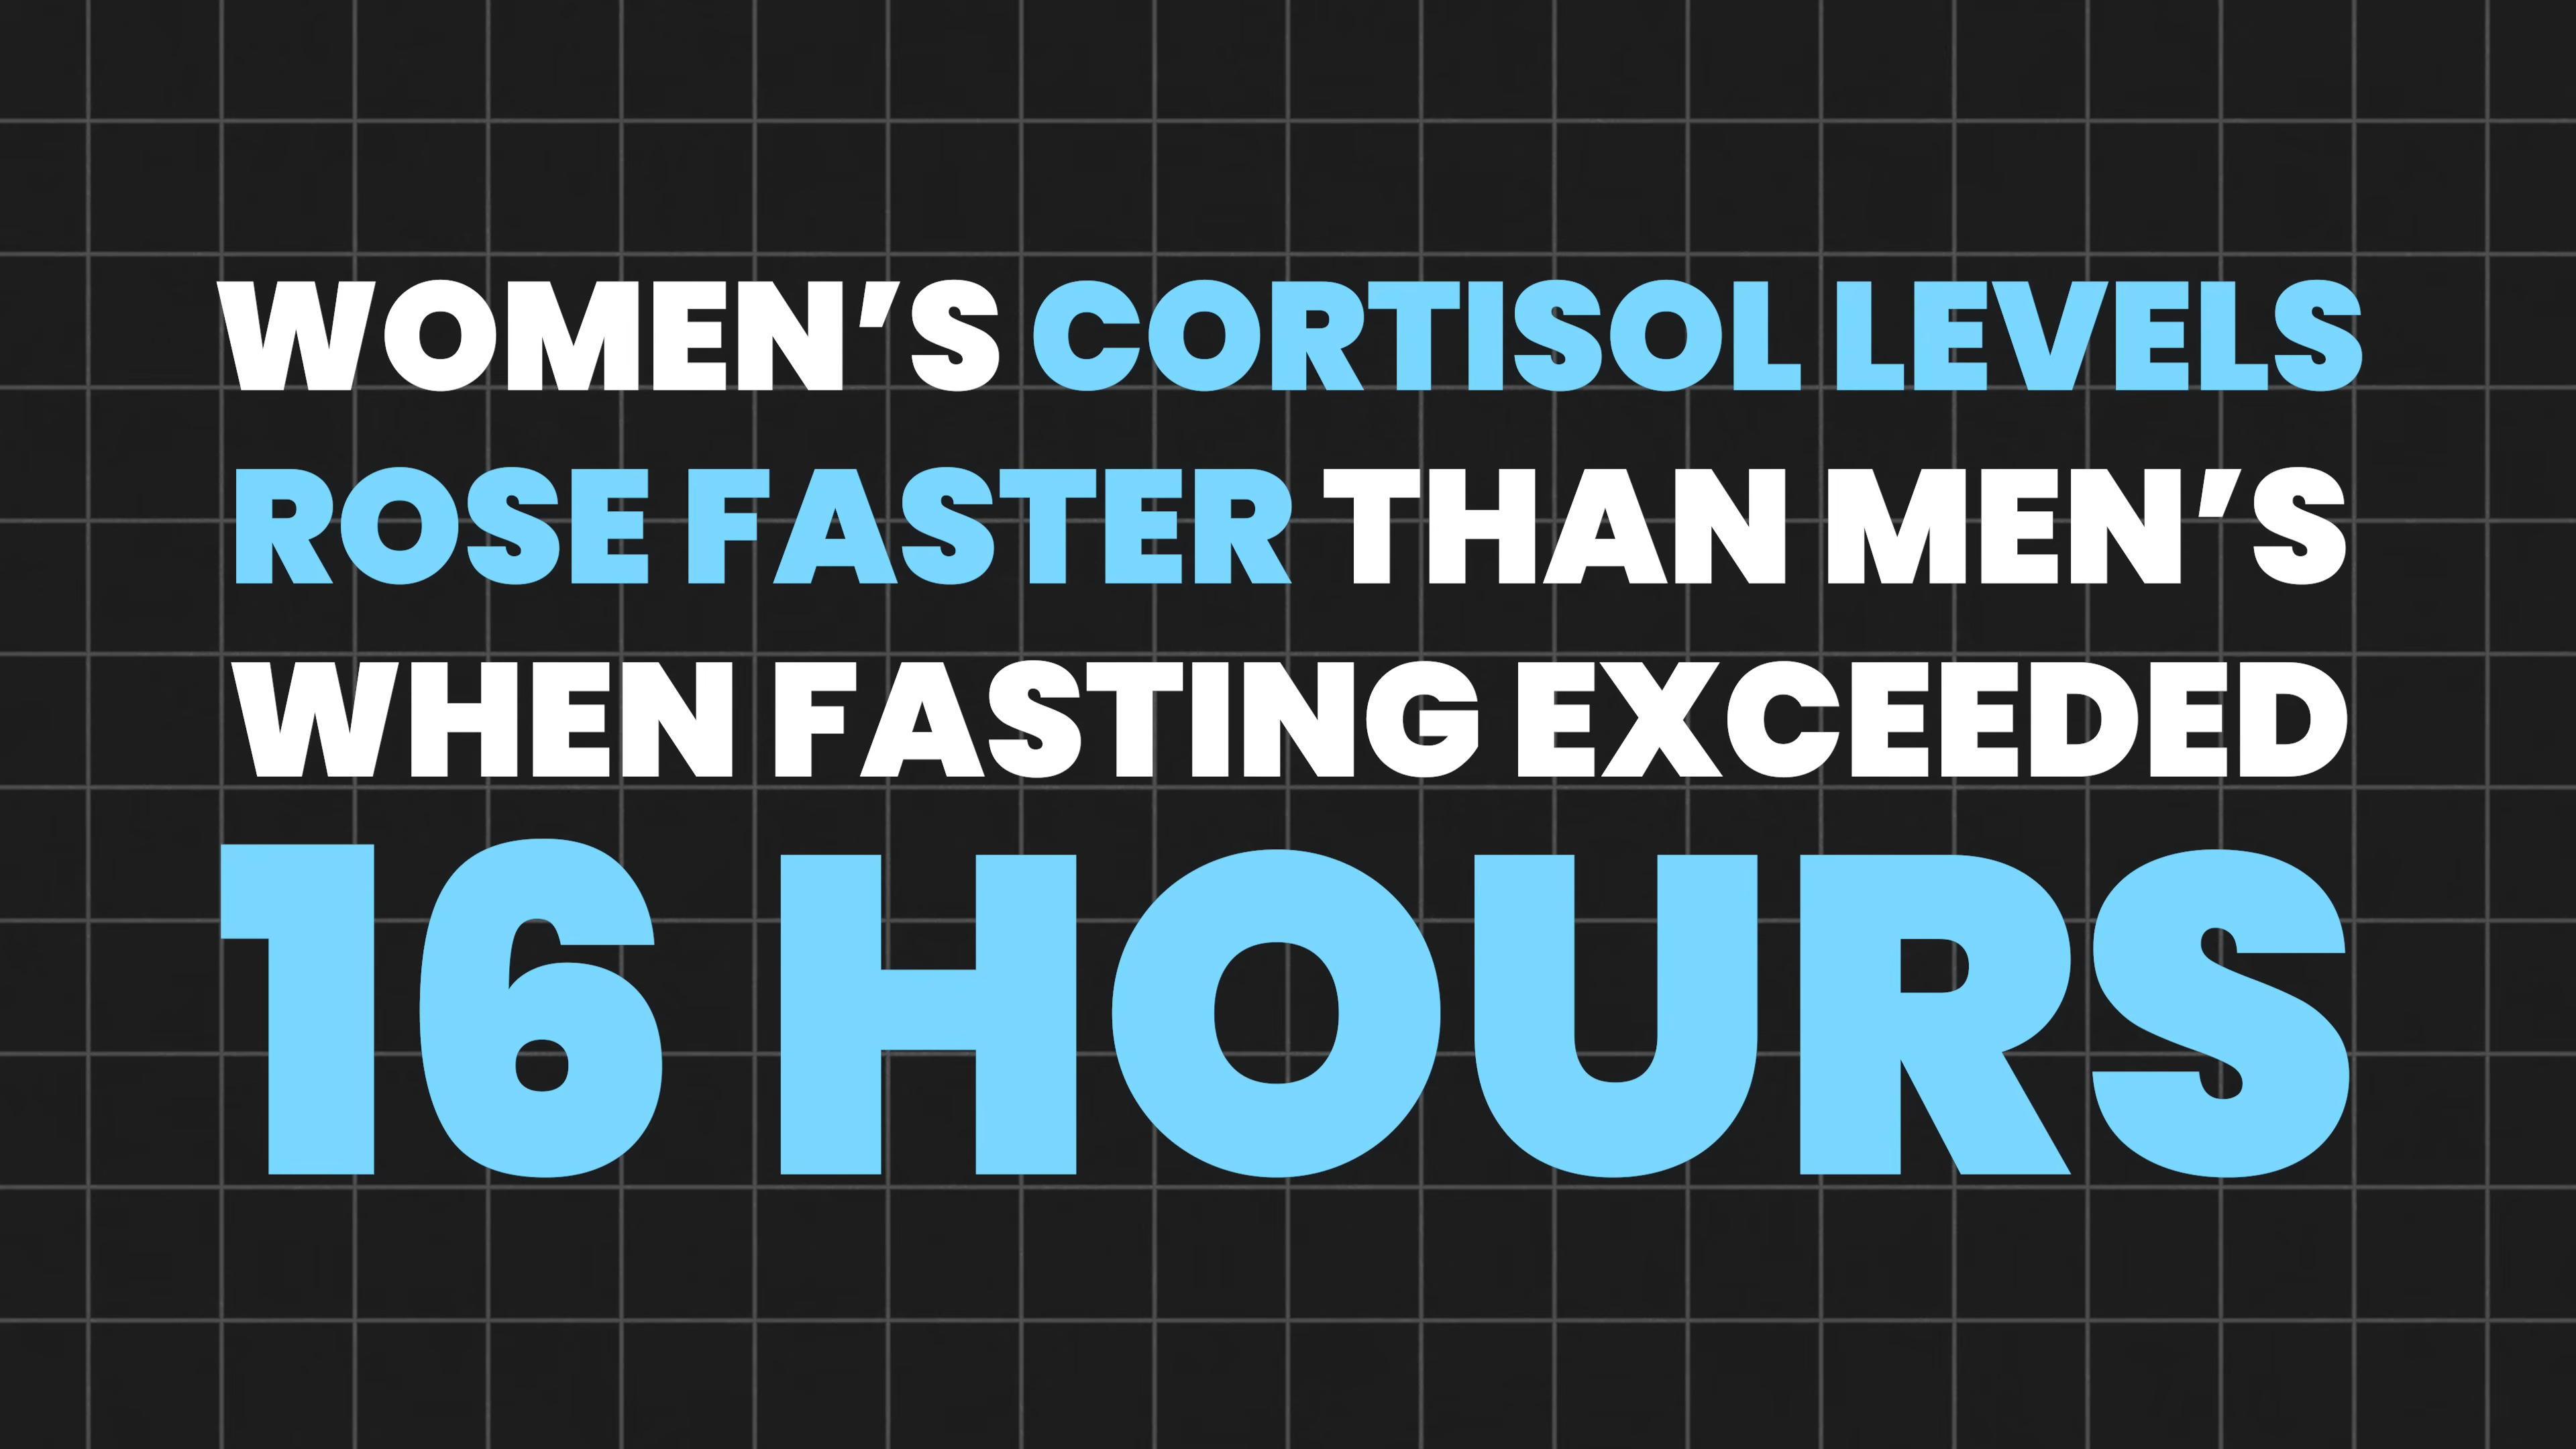 WOMEN’S CORTISOL LEVELS
ROSE FASTER THAN MEN’S
WHEN FASTING EXCEEDED
16 HOURS